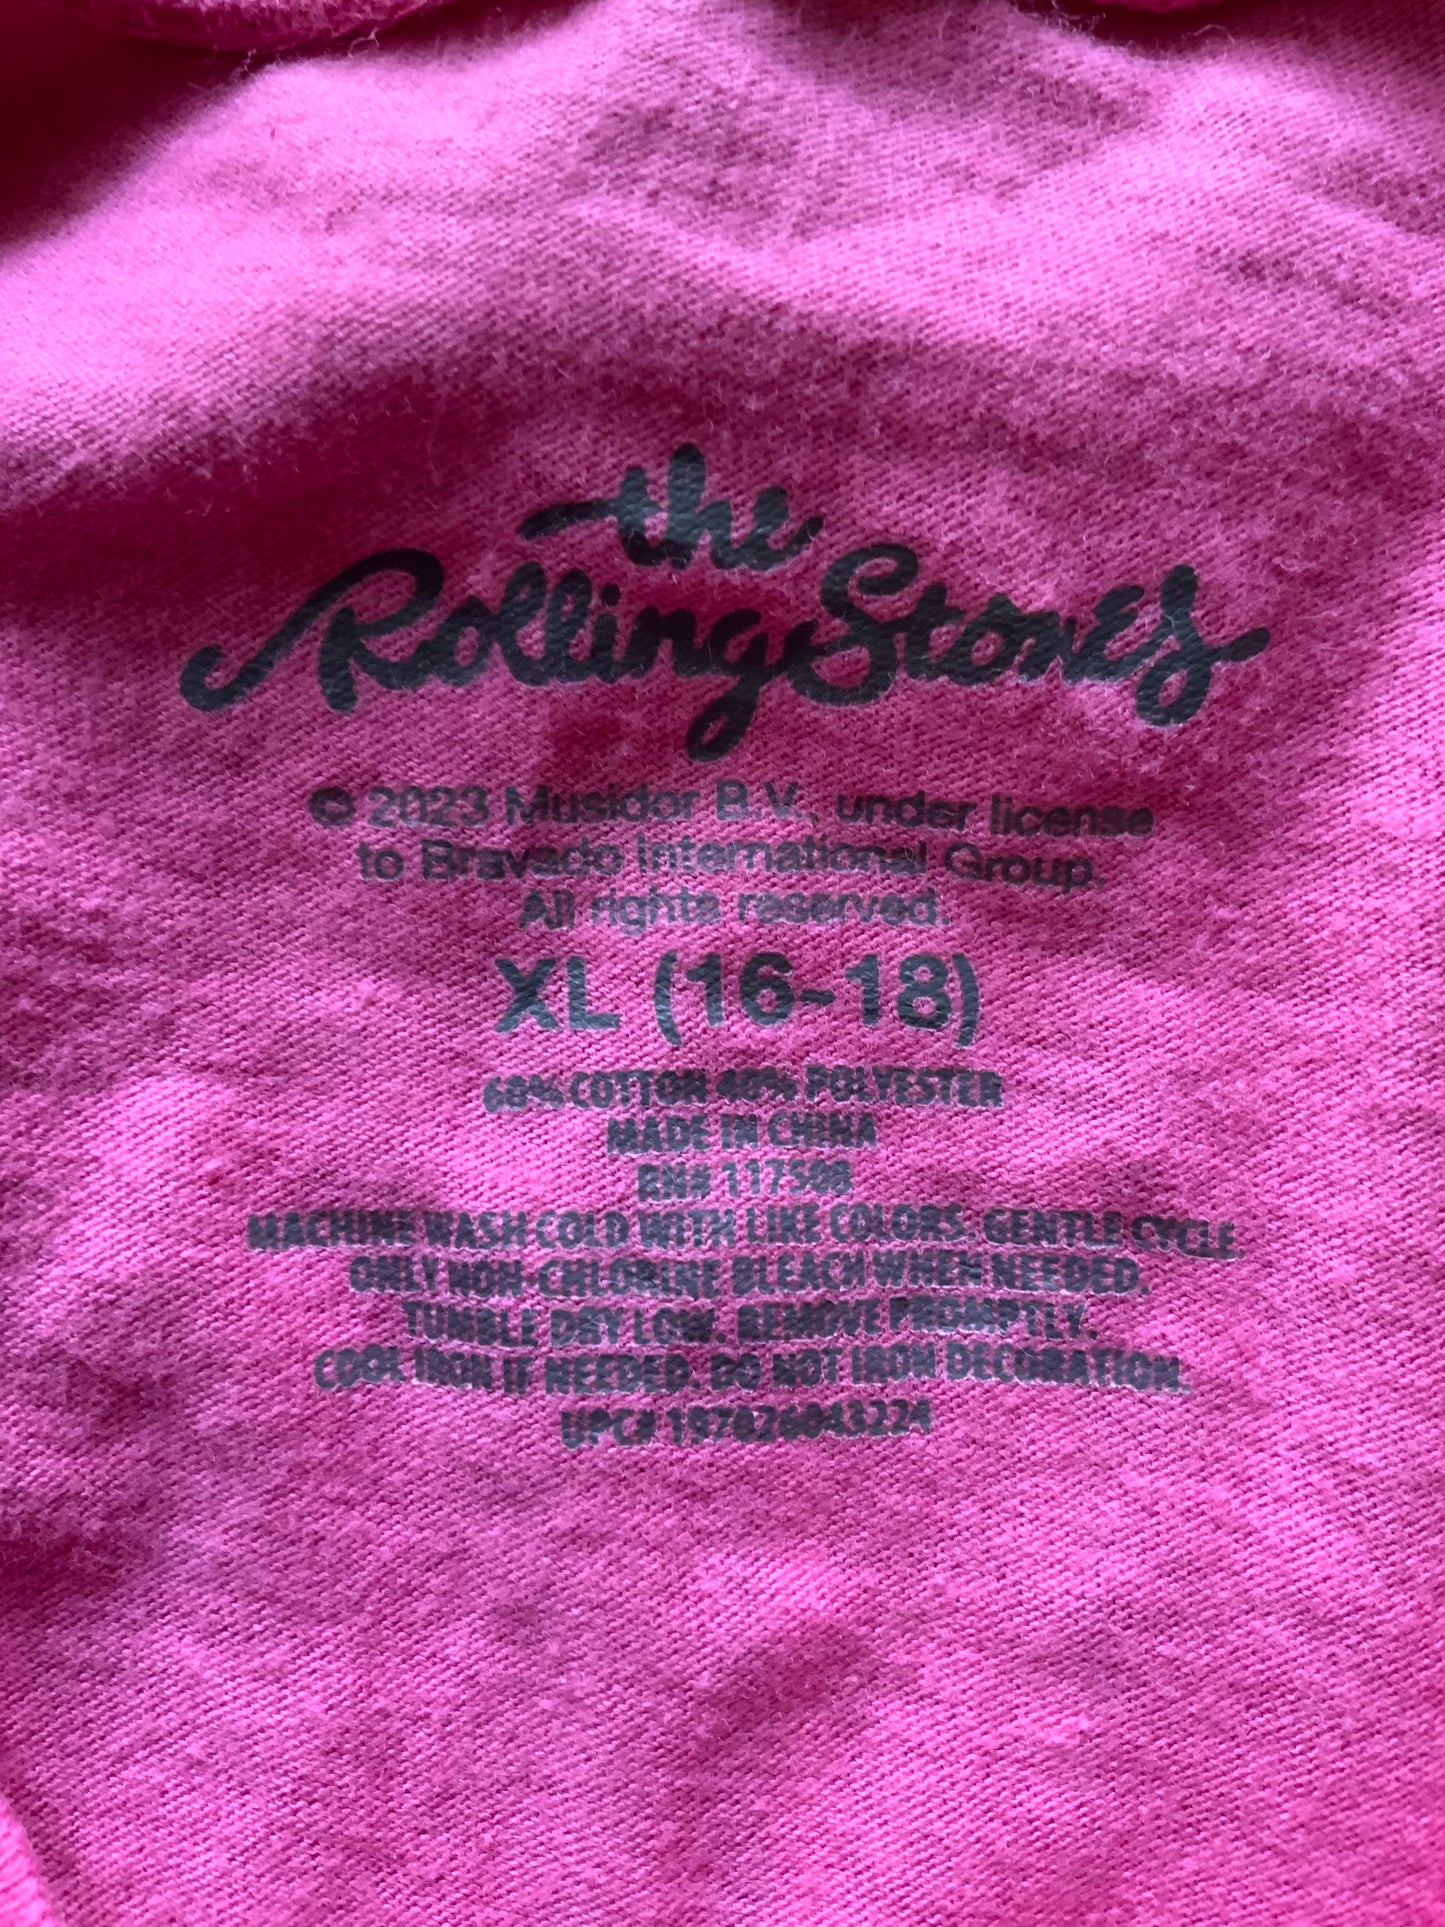 the
Rolling Stones
© 2023 Musidor B.V., under license
to Bravado International Group.
All rights reserved.
XL (16-18)
60% COTTON 40% POLYESTER
MADE IN CHINA
RN# 117508
MACHINE WASH COLD WITH LIKE COLORS. GENTLE CYCLE.
ONLY NON-CHLORINE BLEACH WHEN NEEDED.
TUMBLE DRY LOW. REMOVE PROMPTLY.
COOL IRON IF NEEDED. DO NOT IRON DECORATION.
UPC# 197026043224